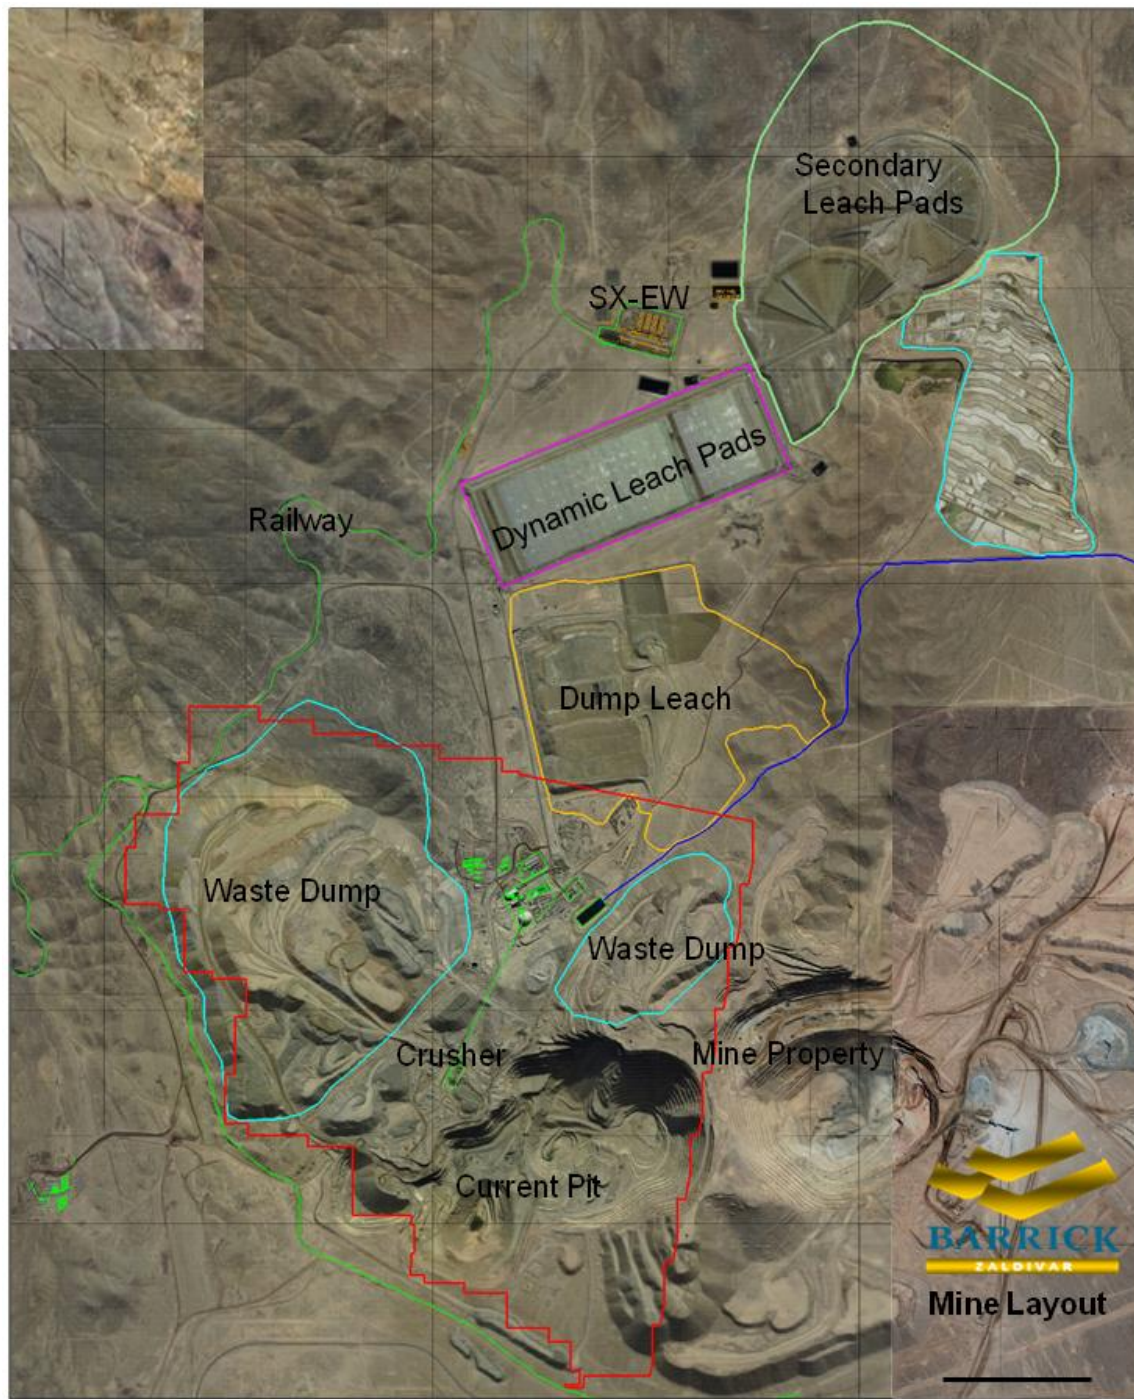 Secondary
Leach Pads
SX-EW
Dynamic Leach Pads
Railway
Dump Leach
Waste Dump
Waste Dump
Crusher
Mine Property
Current Pit
BARRICK
ZALDIVAR
Mine Layout